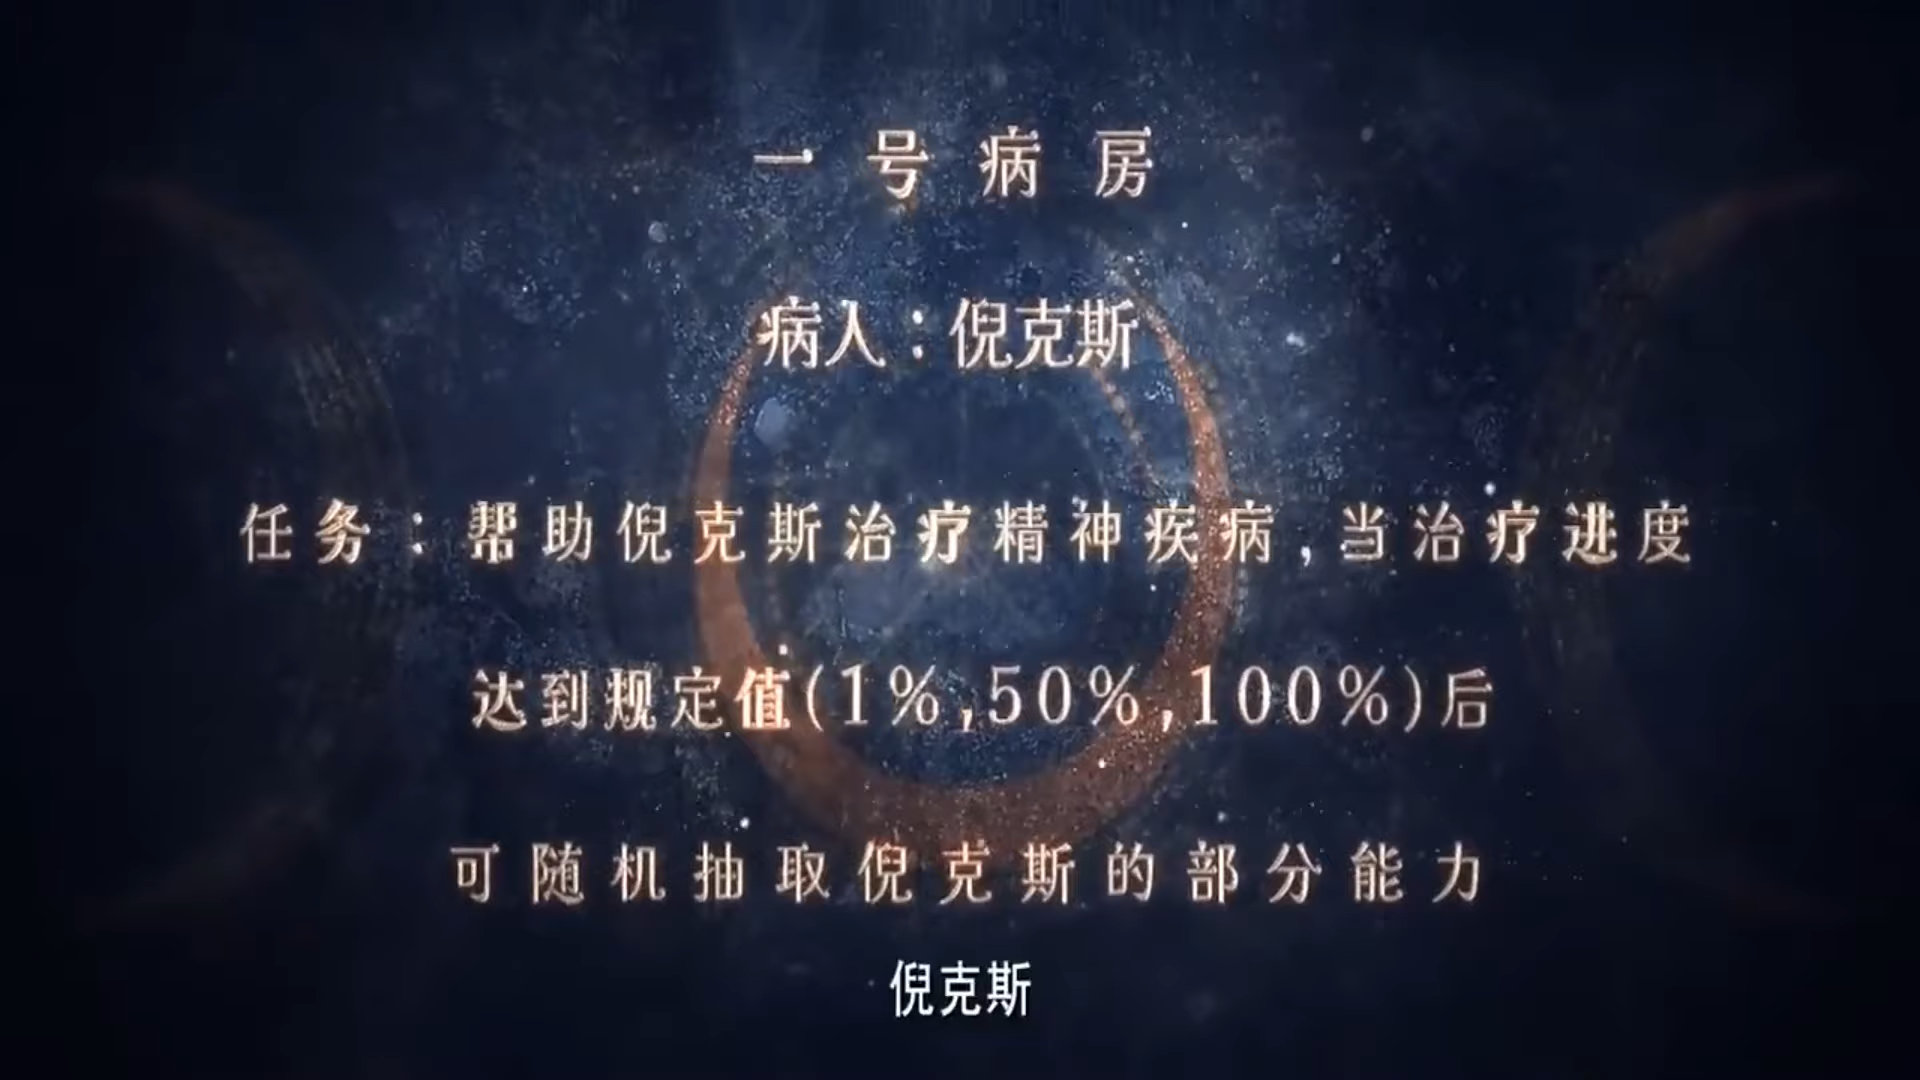 一号病房
病人：倪克斯
任务：帮助倪克斯治疗精神疾病，当治疗进度
达到规定值(1%,50%,100%)后
可随机抽取倪克斯的部分能力
倪克斯